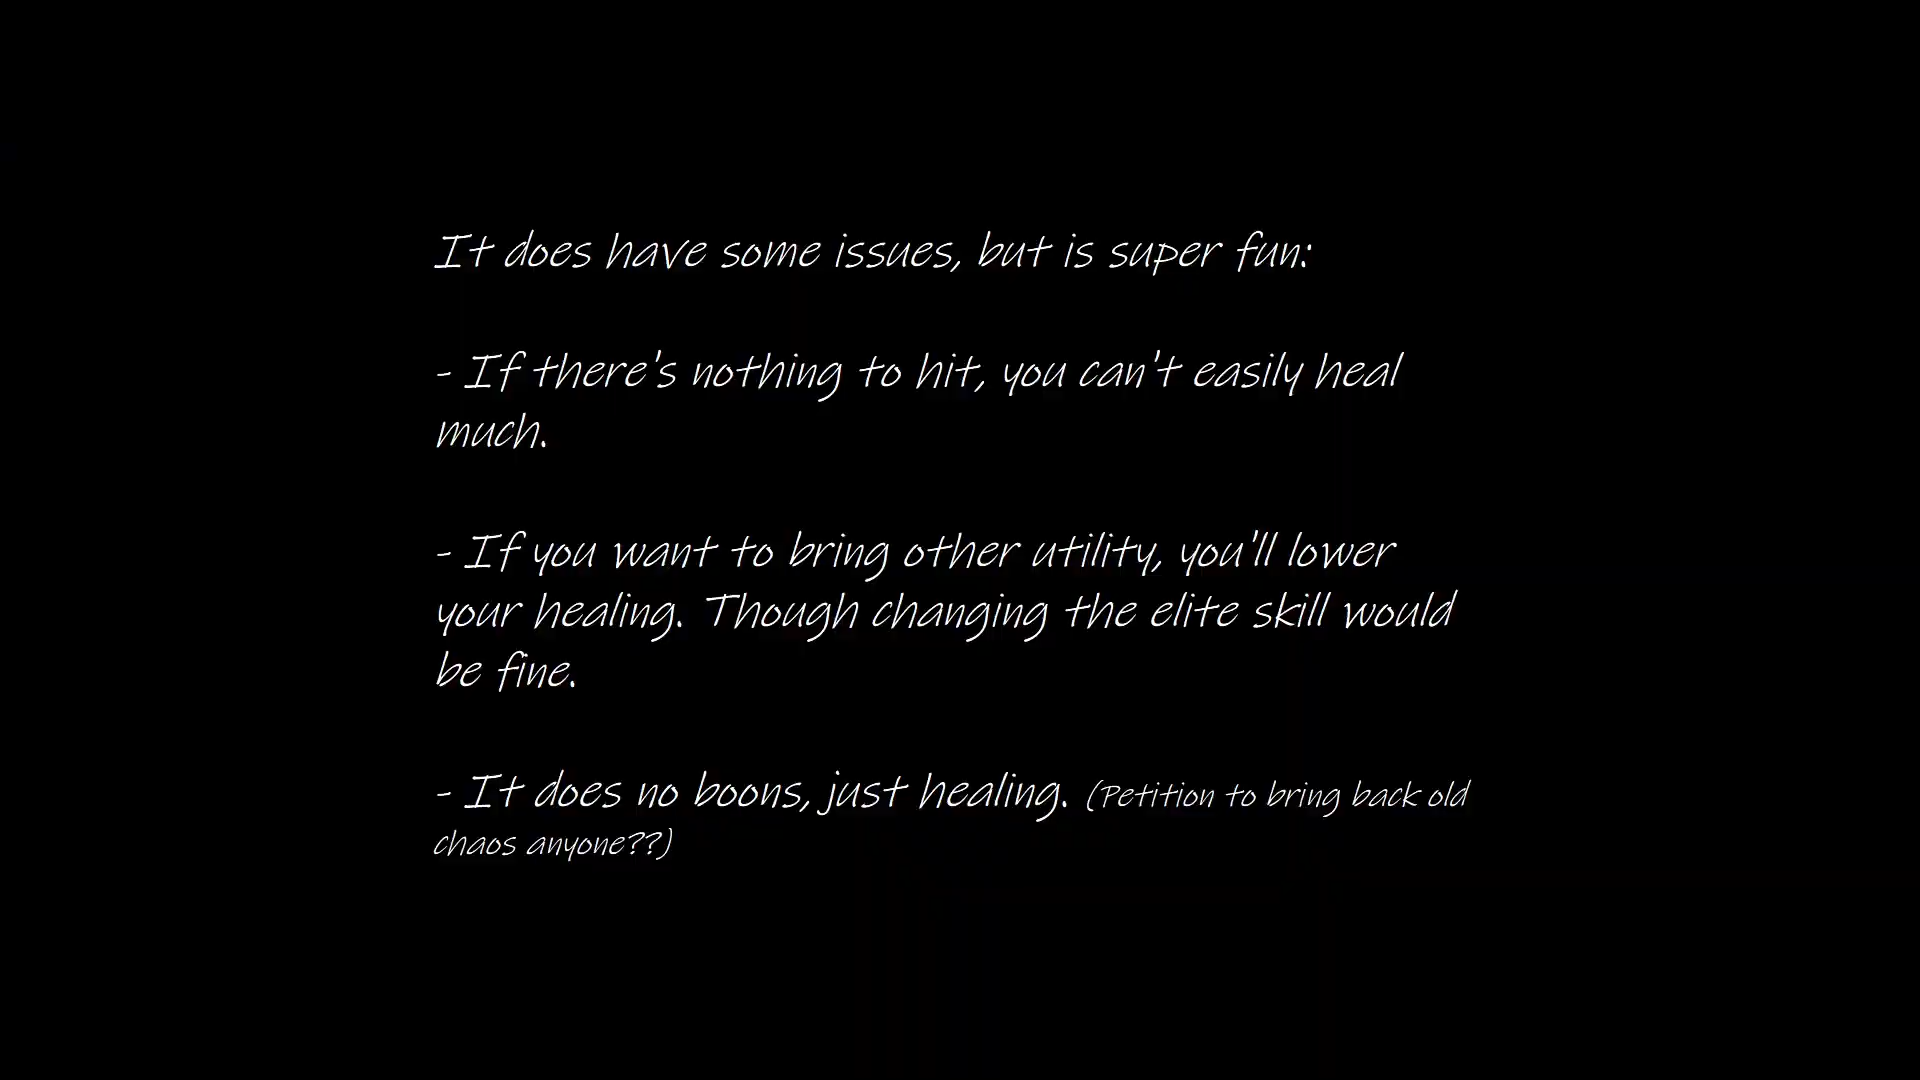 It does have some issues, but is super fun:
- If there's nothing to hit, you can't easily heal
much.
- If you want to bring other utility, you'll lower
your healing. Though changing the elite skill would
be fine.
- It does no boons, just healing. (Petition to bring back old
chaos anyone??)